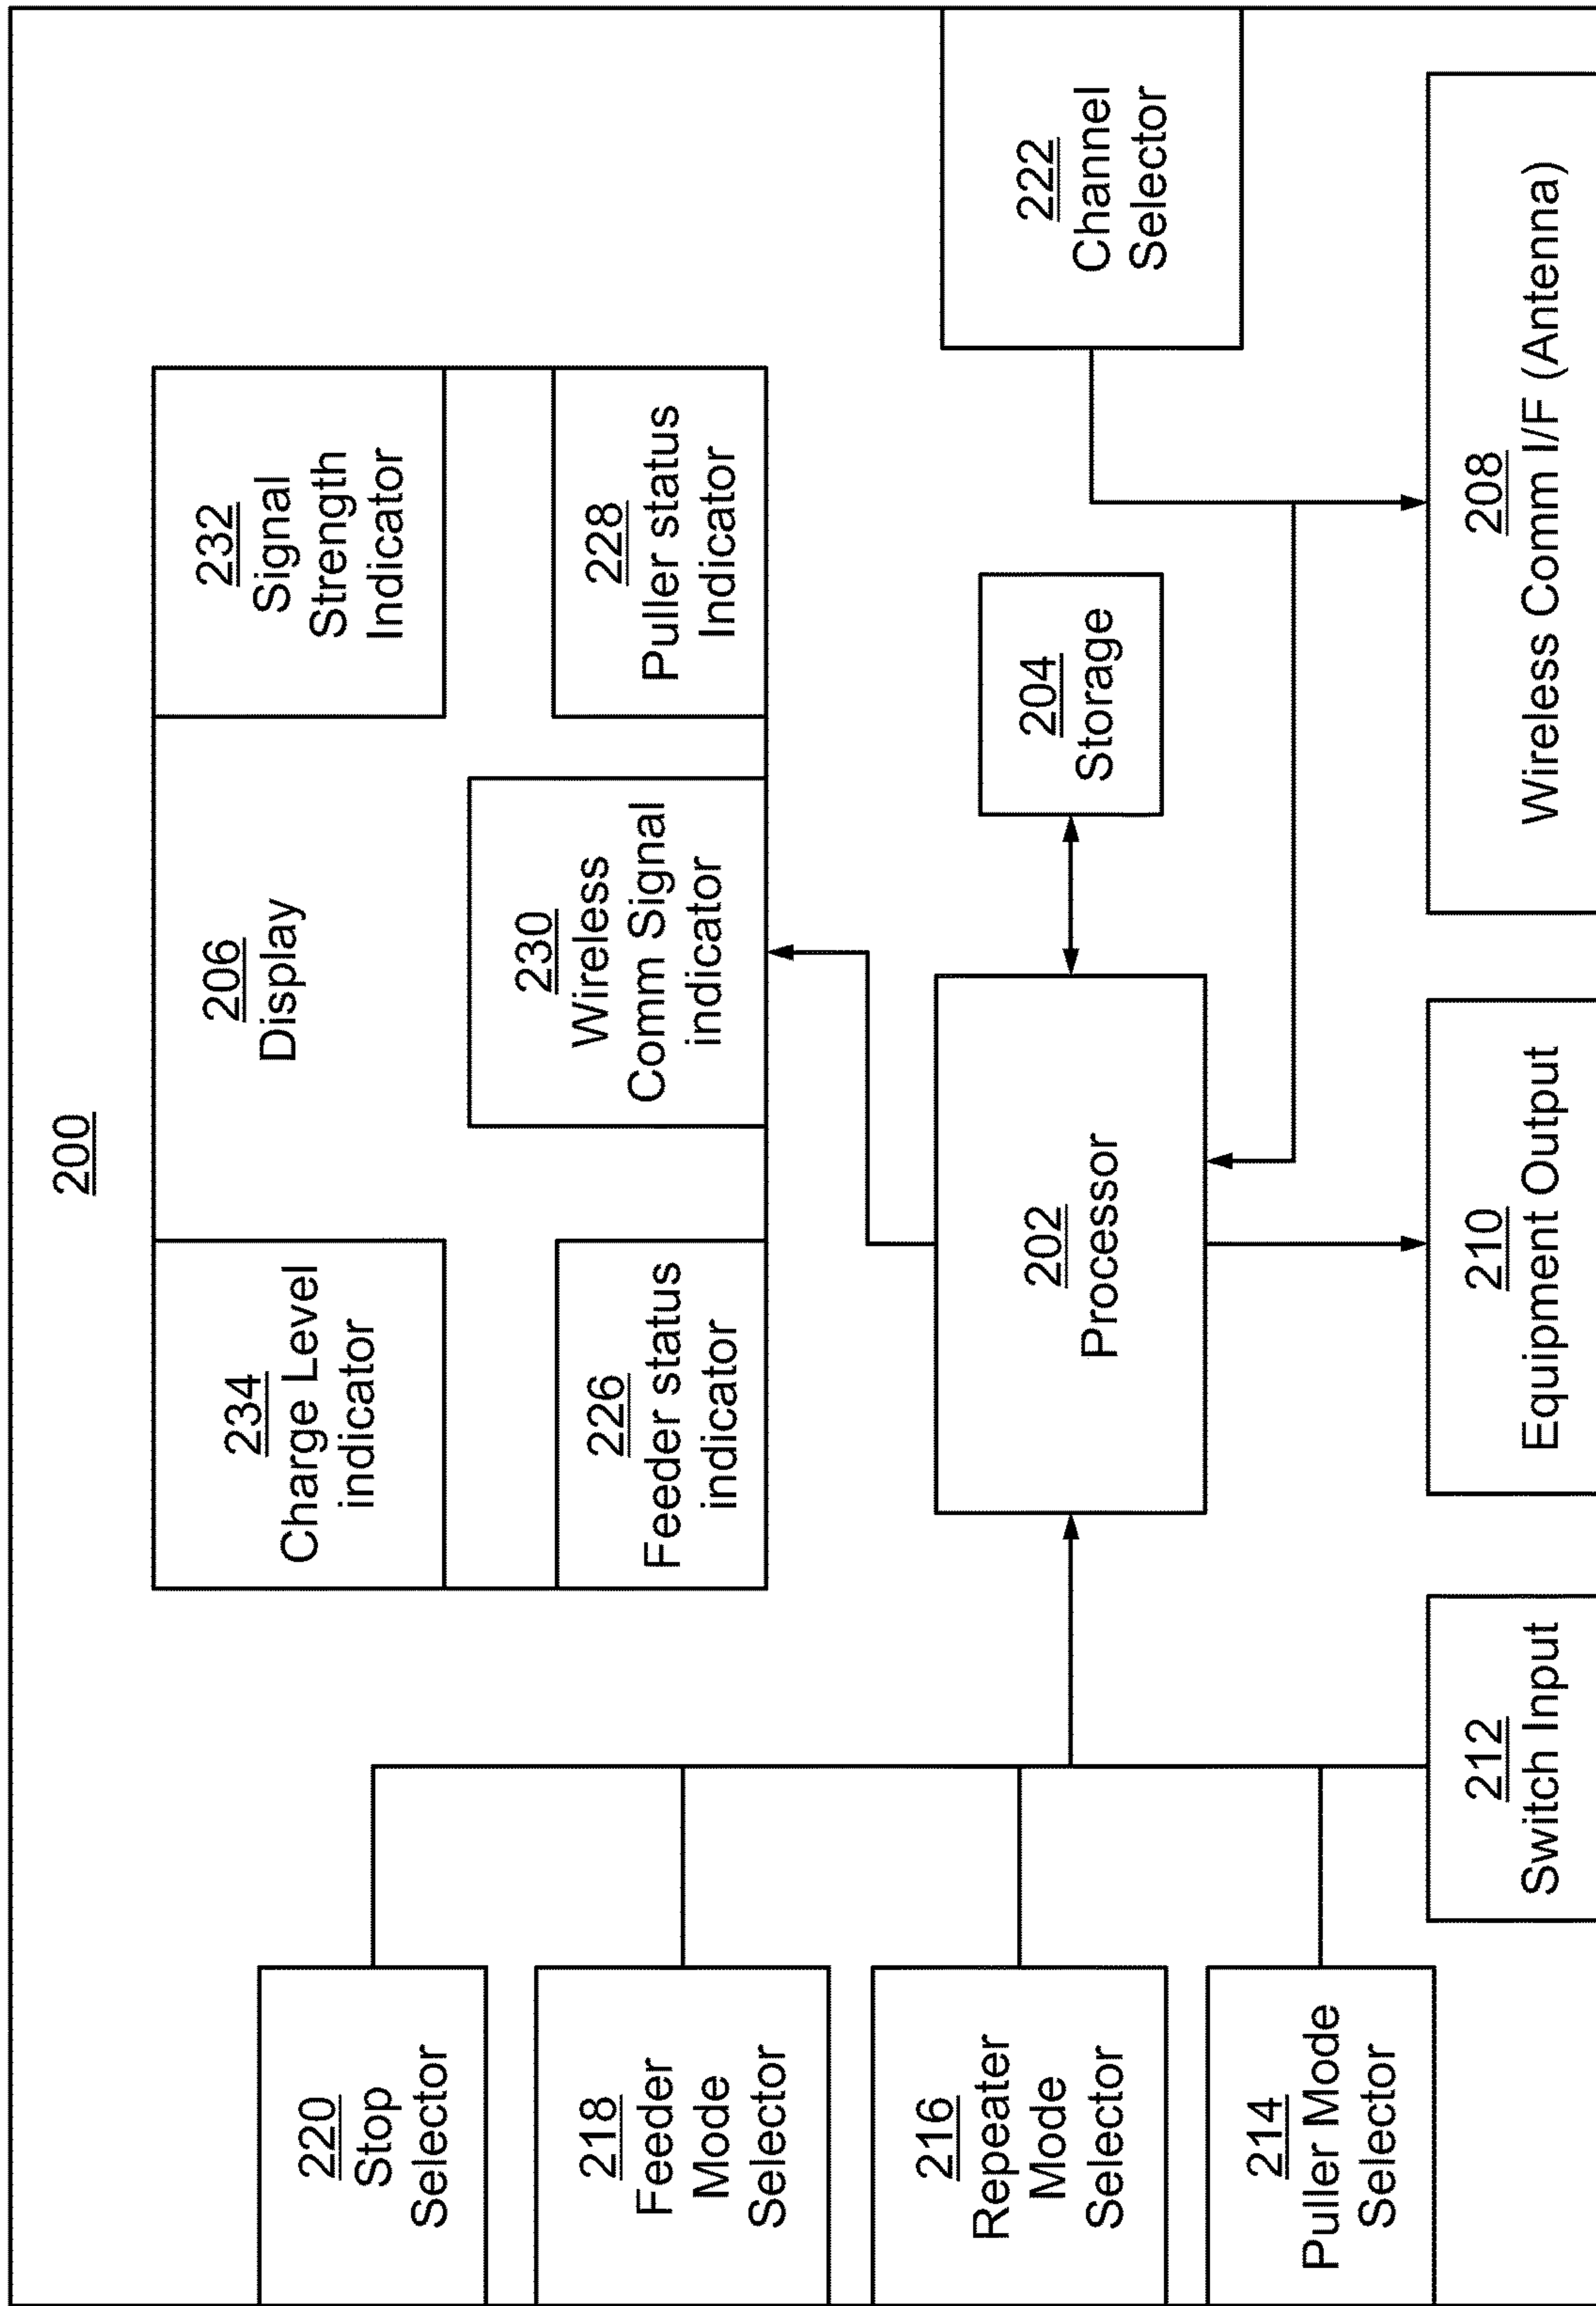 200
234
Charge Level
indicator
206
Display
232
Signal
Strength
Indicator
226
Feeder status
indicator
230
Wireless
Comm Signal
indicator
228
Puller status
Indicator
220
Stop
Selector
218
Feeder
Mode
Selector
216
Repeater
Mode
Selector
214
Puller Mode
Selector
202
Processor
204
Storage
222
Channel
Selector
212
Switch Input
210
Equipment Output
208
Wireless Comm I/F (Antenna)